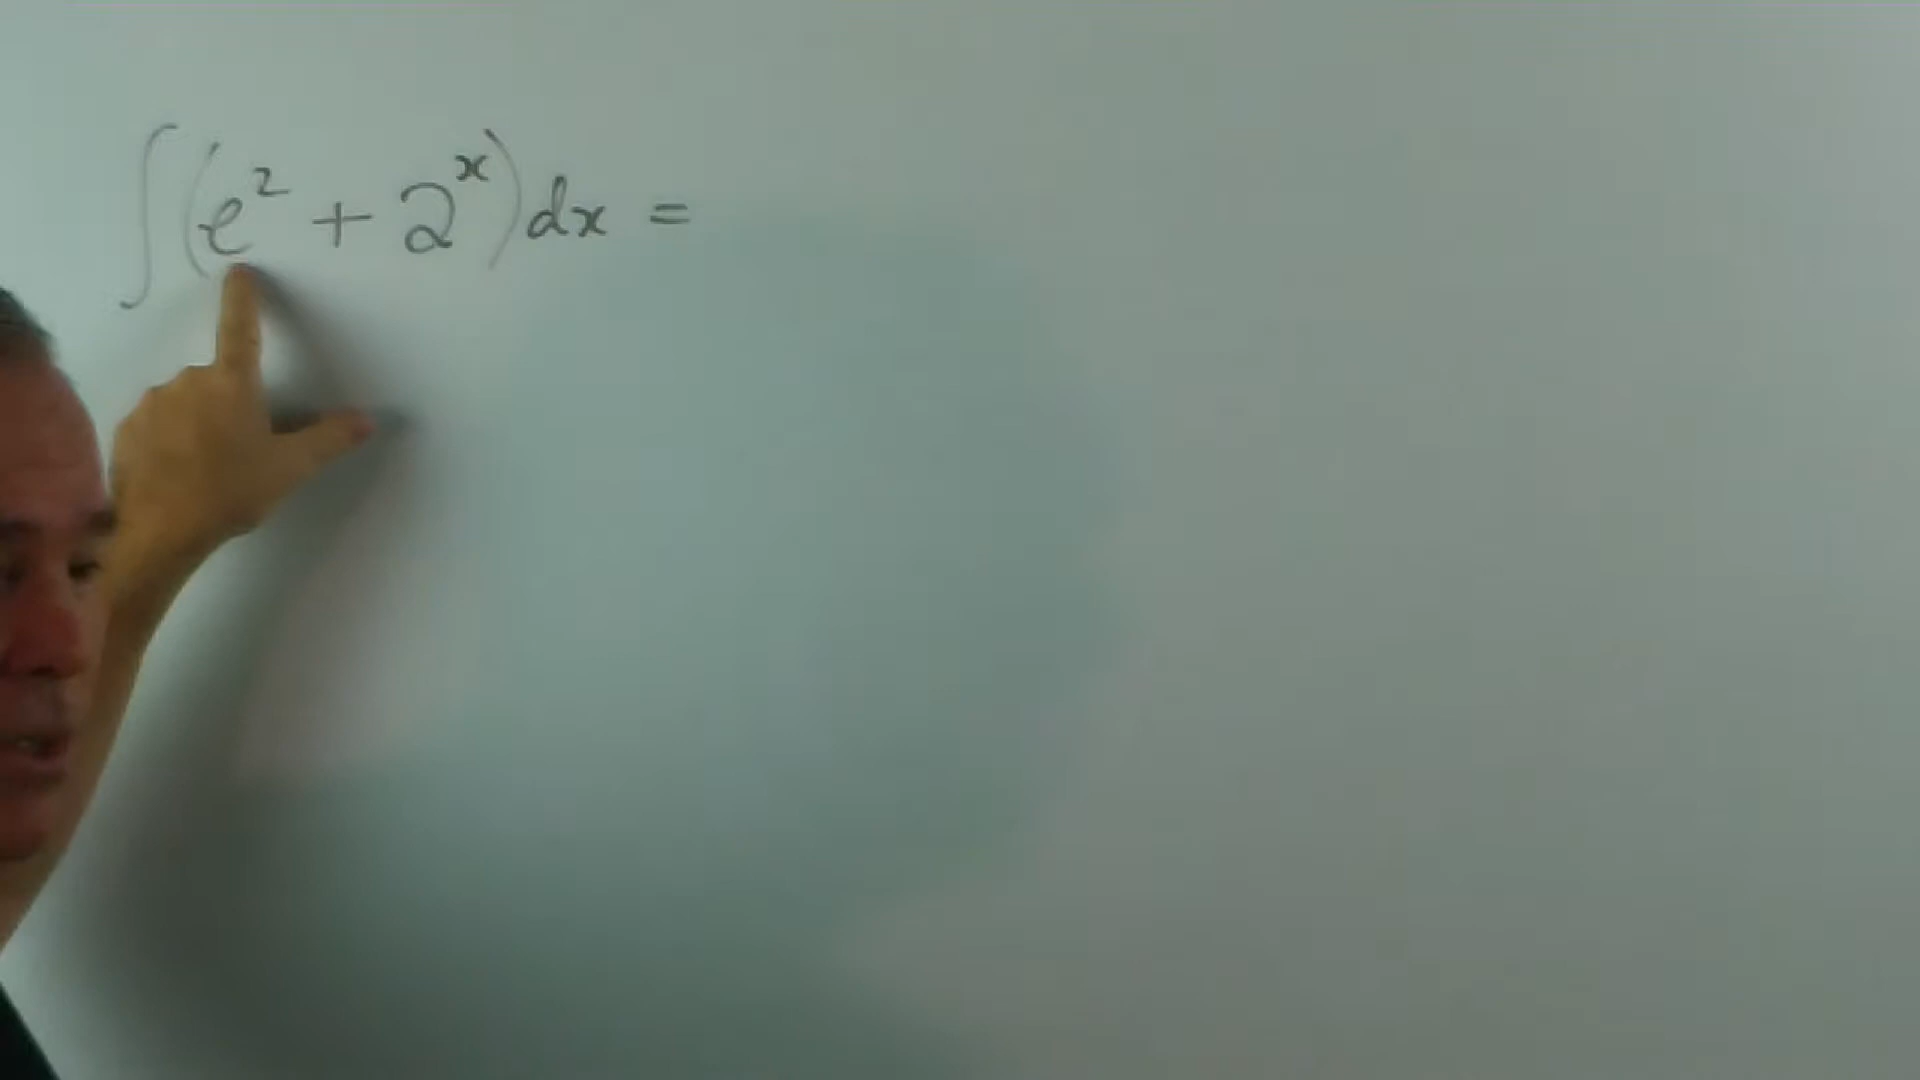 ∫(e² + 2ˣ)dx =